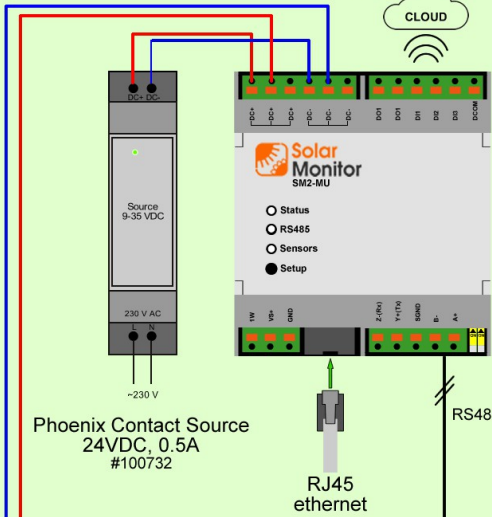 CLOUD
DC+ DC-
DC+ DC+ DC+ DC- DC- DC-
DO1 DO1 DI1 DI2 DI3 DCOM
Solar
Monitor
SM2-MU
Source
9-35 VDC
Status
RS485
Sensors
Setup
230 V AC
L N
1W VS+ GND
Z-(Rx) Y+(Tx) SGND B- A+
~230 V
RS48
Phoenix Contact Source
24VDC, 0.5A
#100732
RJ45
ethernet